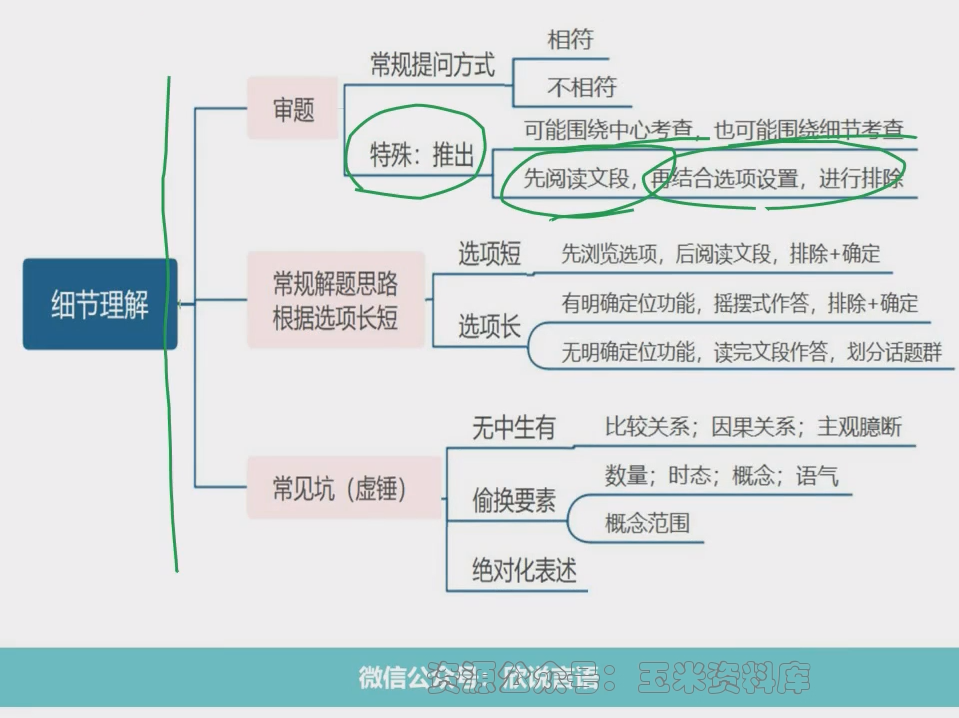 相符
常规提问方式
不相符
审题
可能围绕中心考查，也可能围绕细节考查
特殊：推出
先阅读文段，再结合选项设置，进行排除
选项短
先浏览选项，后阅读文段，排除+确定
常规解题思路
根据选项长短
有明确定位功能，摇摆式作答，排除+确定
选项长
无明确定位功能，读完文段作答，划分话题群
细节理解
无中生有
比较关系；因果关系；主观臆断
数量；时态；概念；语气
常见坑（虚锤）
偷换要素
概念范围
绝对化表述
微信公众号：欣说言语
资源公众号：玉米资料库